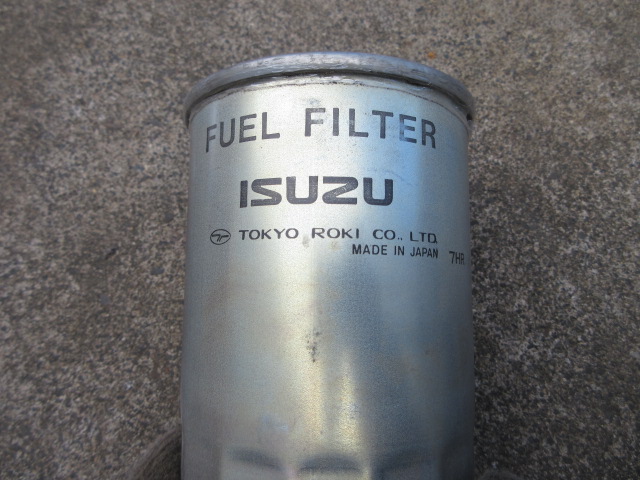 FUEL FILTER
ISUZU
TOKYO ROKI CO., LTD.
MADE IN JAPAN 7HR